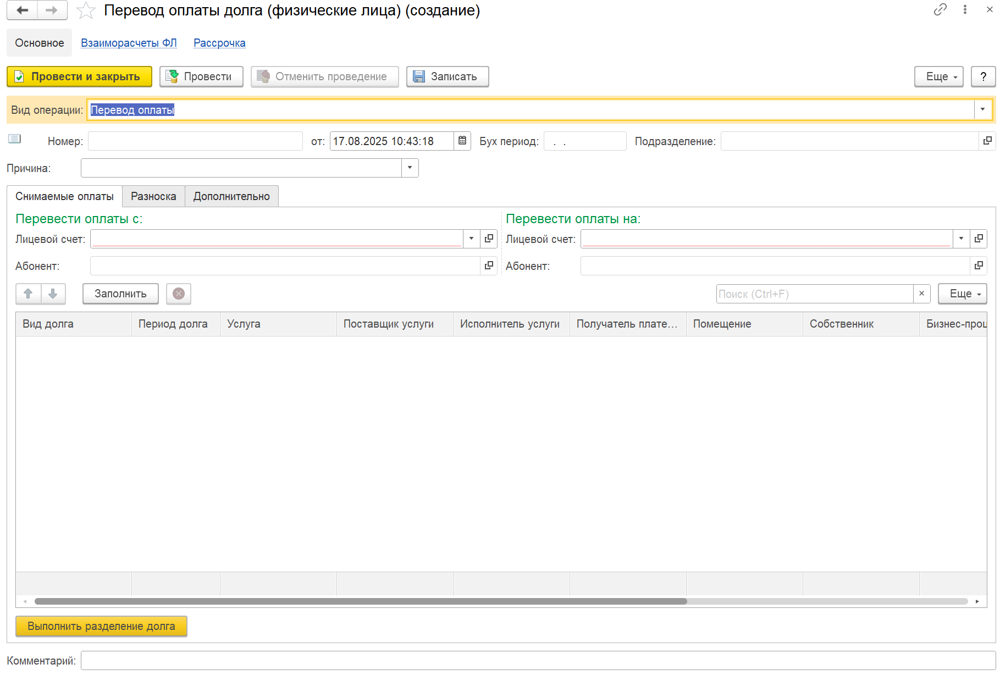 Перевод оплаты долга (физические лица) (создание)
Основное Взаиморасчеты ФЛ Рассрочка
Провести и закрыть Провести Отменить проведение Записать Еще ?
Вид операции: Перевод оплаты
Номер: от: 17.08.2025 10:43:18 Бух период: . . Подразделение:
Причина:
Снимаемые оплаты Разноска Дополнительно
Перевести оплаты с: Перевести оплаты на:
Лицевой счет: Лицевой счет:
Абонент: Абонент:
Заполнить Поиск (Ctrl+F) × Еще
Вид долга Период долга Услуга Поставщик услуги Исполнитель услуги Получатель плате... Помещение Собственник Бизнес-проц
Выполнить разделение долга
Комментарий: